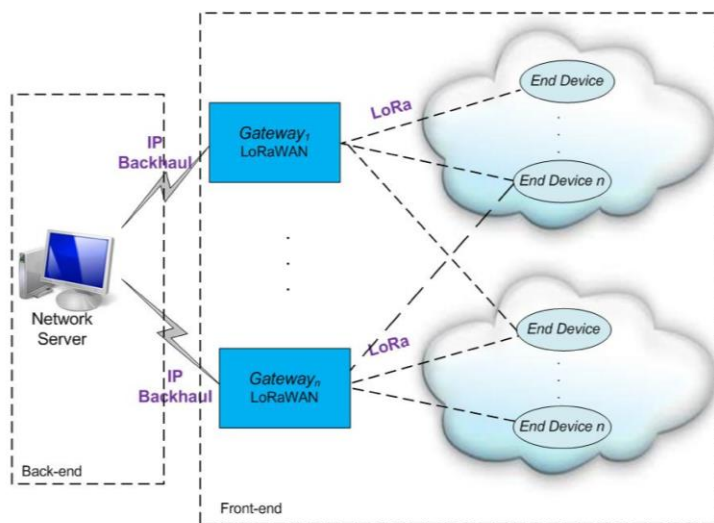 LoRa
End Device
End Device n
IP
Backhaul
Gateway1
LoRaWAN
Network
Server
LoRa
End Device
End Device n
IP
Backhaul
Gatewayn
LoRaWAN
Back-end
Front-end